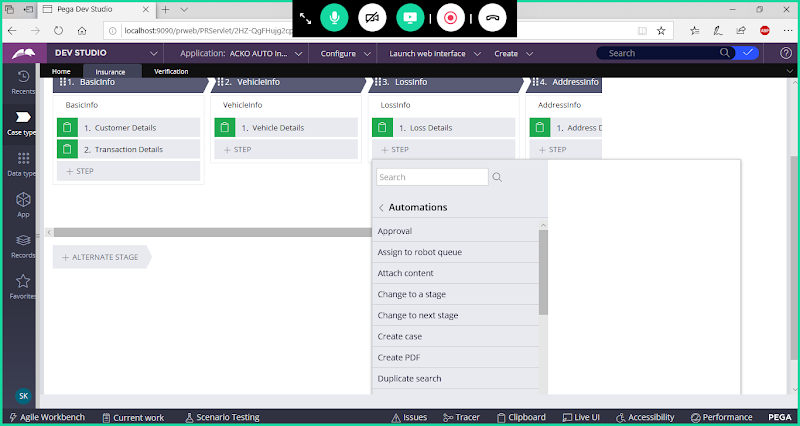 Pega Dev Studio
localhost:9090/prweb/PRServlet/2HZ-QgFHujg2cp
DEV STUDIO
Application: ACKO AUTO In...
Configure
Launch web interface
Create
Search
Home
Insurance
Verification
Recents
Case type
Data types
App
Records
Favorites
SK
1. BasicInfo
2. VehicleInfo
3. LossInfo
4. AddressInfo
BasicInfo
VehicleInfo
LossInfo
AddressInfo
1. Customer Details
1. Vehicle Details
1. Loss Details
1. Address D
2. Transaction Details
+ STEP
+ STEP
+ STEP
+ STEP
+ ALTERNATE STAGE
Search
Automations
Approval
Assign to robot queue
Attach content
Change to a stage
Change to next stage
Create case
Create PDF
Duplicate search
Agile Workbench
Current work
Scenario Testing
Issues
Tracer
Clipboard
Live UI
Accessibility
Performance
PEGA